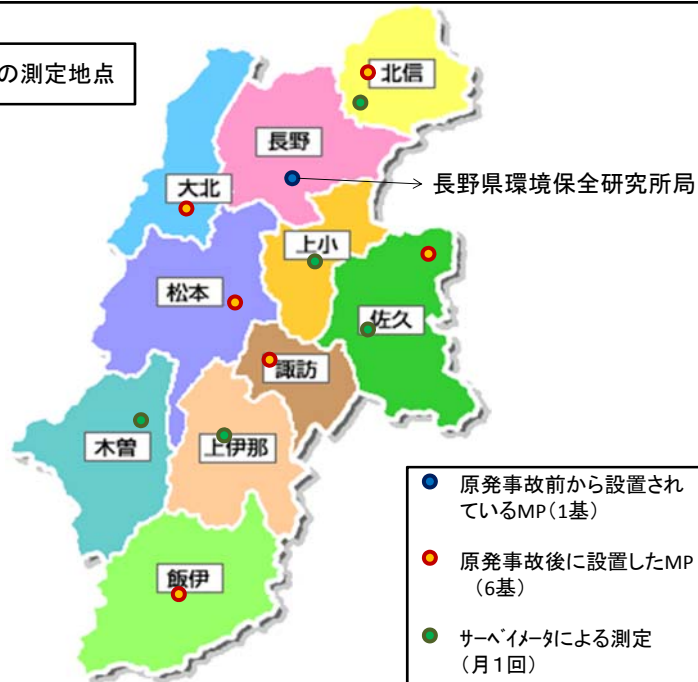 の測定地点
北信
長野
大北
長野県環境保全研究所局
上小
松本
佐久
諏訪
木曽
上伊那
飯伊
原発事故前から設置され
ているMP(1基)
原発事故後に設置したMP
(6基)
サーベイメータによる測定
(月1回)